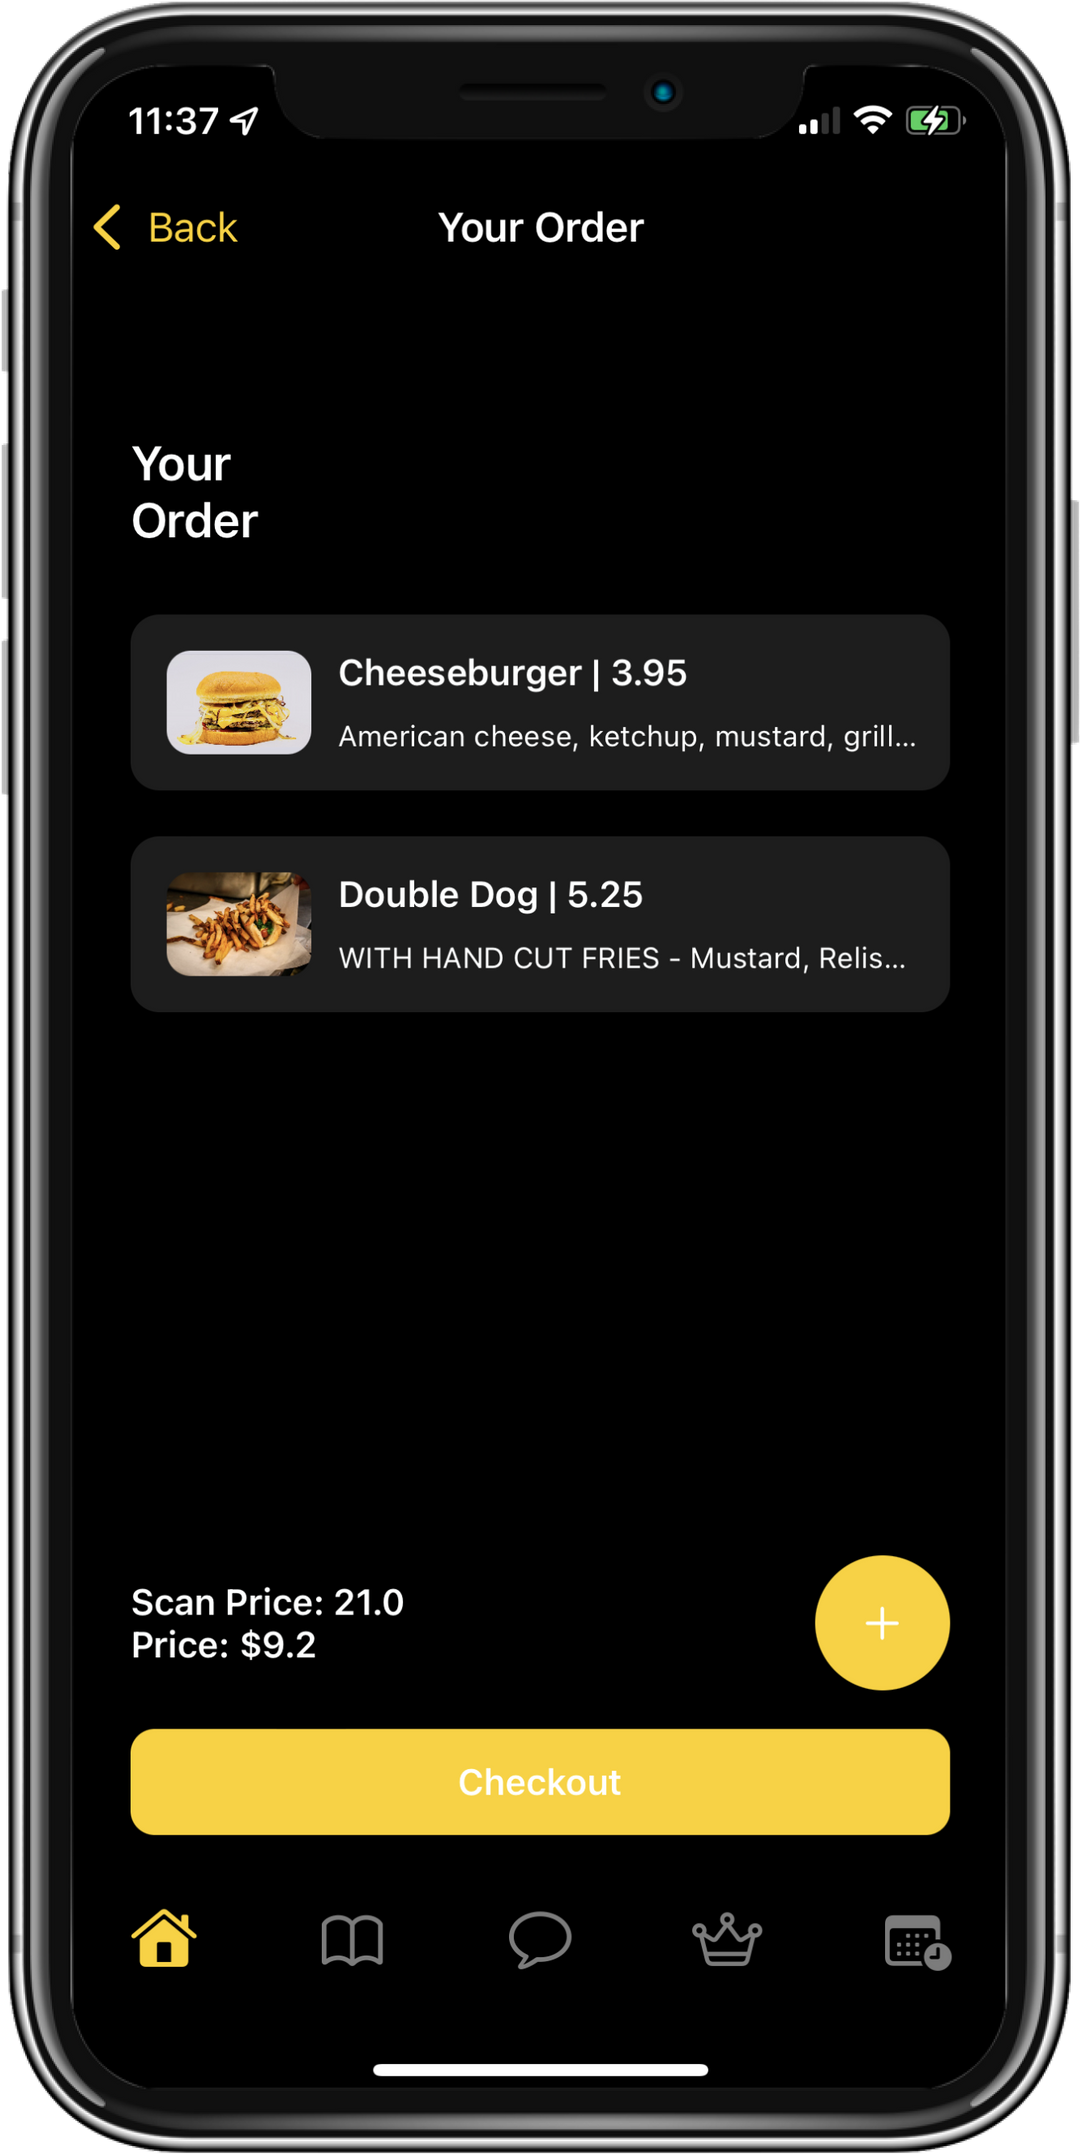 11:37
Back
Your Order
Your
Order
Cheeseburger | 3.95
American cheese, ketchup, mustard, grill...
Double Dog | 5.25
WITH HAND CUT FRIES - Mustard, Relis...
Scan Price: 21.0
Price: $9.2
Checkout